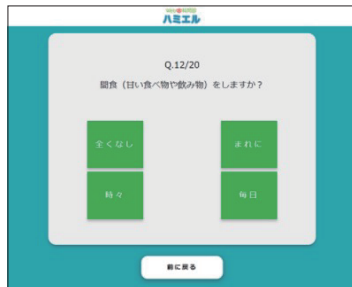 ハミエル
Q.12/20
間食（甘い食べ物や飲み物）をしますか？
全くなし
まれに
時々
毎日
前に戻る